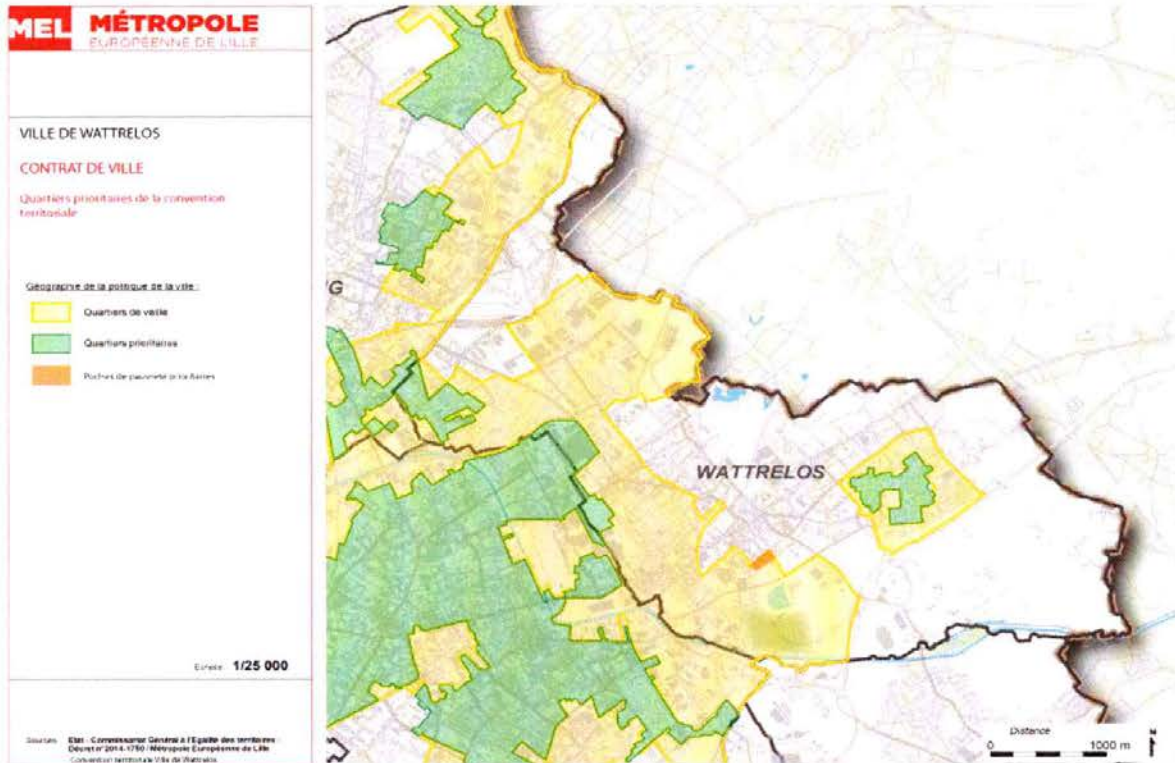 MEL MÉTROPOLE
EUROPÉENNE DE LILLE
VILLE DE WATTRELOS
CONTRAT DE VILLE
Quartiers prioritaires de la convention
territoriale
Géographie de la politique de la ville :
Quartiers de veille
Quartiers prioritaires
Poches de pauvreté prioritaires
Echelle : 1/25 000
Sources : Etat - Commissariat Général à l'Egalité des territoires -
Décret n° 2014-1750 / Métropole Européenne de Lille
Convention territoriale Ville de Wattrelos
G
WATTRELOS
Distance
0 1000 m